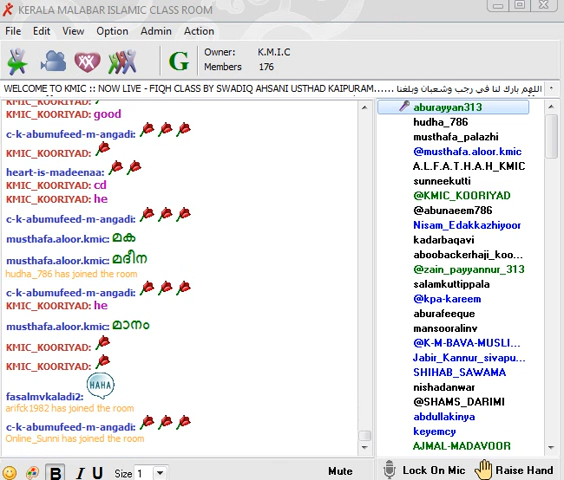 KERALA MALABAR ISLAMIC CLASS ROOM
File Edit View Option Admin Action
G Owner: K.M.I.C
Members 176
WELCOME TO KMIC :: NOW LIVE - FIQH CLASS BY SWADIQ AHSANI USTHAD KAIPURAM...... اللهم بارك لنا في رجب وشعبان وبلغنا
KMIC_KOORIYAD:
KMIC_KOORIYAD: good
c-k-abumufeed-m-angadi:
KMIC_KOORIYAD:
heart-is-madeenaa:
KMIC_KOORIYAD: cd
KMIC_KOORIYAD: he
c-k-abumufeed-m-angadi:
musthafa.aloor.kmic: മക
musthafa.aloor.kmic: മദീന
hudha_786 has joined the room
c-k-abumufeed-m-angadi:
KMIC_KOORIYAD: he
musthafa.aloor.kmic: മാനം
KMIC_KOORIYAD:
KMIC_KOORIYAD:
fasalmvkaladi2: HAHA
arifck1982 has joined the room
c-k-abumufeed-m-angadi:
Online_Sunni has joined the room
aburayyan313
hudha_786
musthafa_palazhi
@musthafa.aloor.kmic
A.L.F.A.T.H.A.H_KMIC
sunneekutti
@KMIC_KOORIYAD
@abunaeem786
Nisam_Edakkazhiyoor
kadarbaqavi
aboobackerhaji_koo...
@zain_payyannur_313
salamkuttippala
@kpa-kareem
aburafeeque
mansooralinv
@K-M-BAVA-MUSLI...
Jabir_Kannur_sivapu...
SHIHAB_SAWAMA
nishadanwar
@SHAMS_DARIMI
abdullakinya
keyemcy
AJMAL-MADAVOOR
B I U Size 1 Mute Lock On Mic Raise Hand